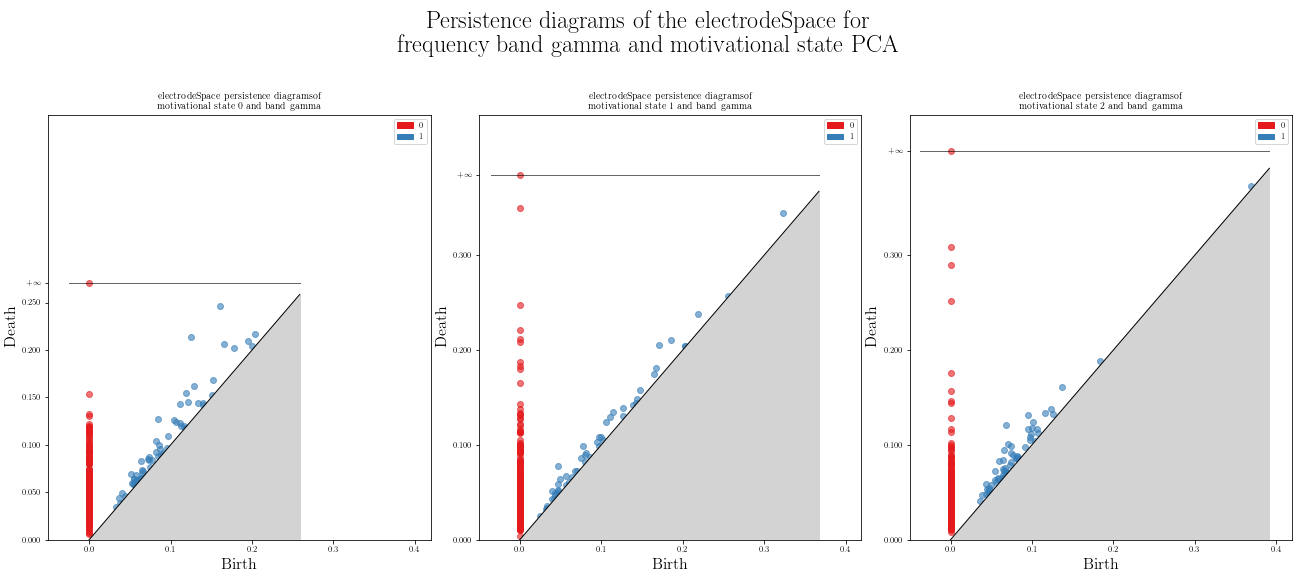 Persistence diagrams of the electrodeSpace for
frequency band gamma and motivational state PCA
electrodeSpace persistence diagramsof
motivational state 0 and band gamma
0
1
+∞
0.250
0.200
0.150
0.100
0.050
0.000
Death
0.0 0.1 0.2 0.3 0.4
Birth
electrodeSpace persistence diagramsof
motivational state 1 and band gamma
0
1
+∞
0.300
0.200
0.100
0.000
Death
0.0 0.1 0.2 0.3 0.4
Birth
electrodeSpace persistence diagramsof
motivational state 2 and band gamma
0
1
+∞
0.300
0.200
0.100
0.000
Death
0.0 0.1 0.2 0.3 0.4
Birth